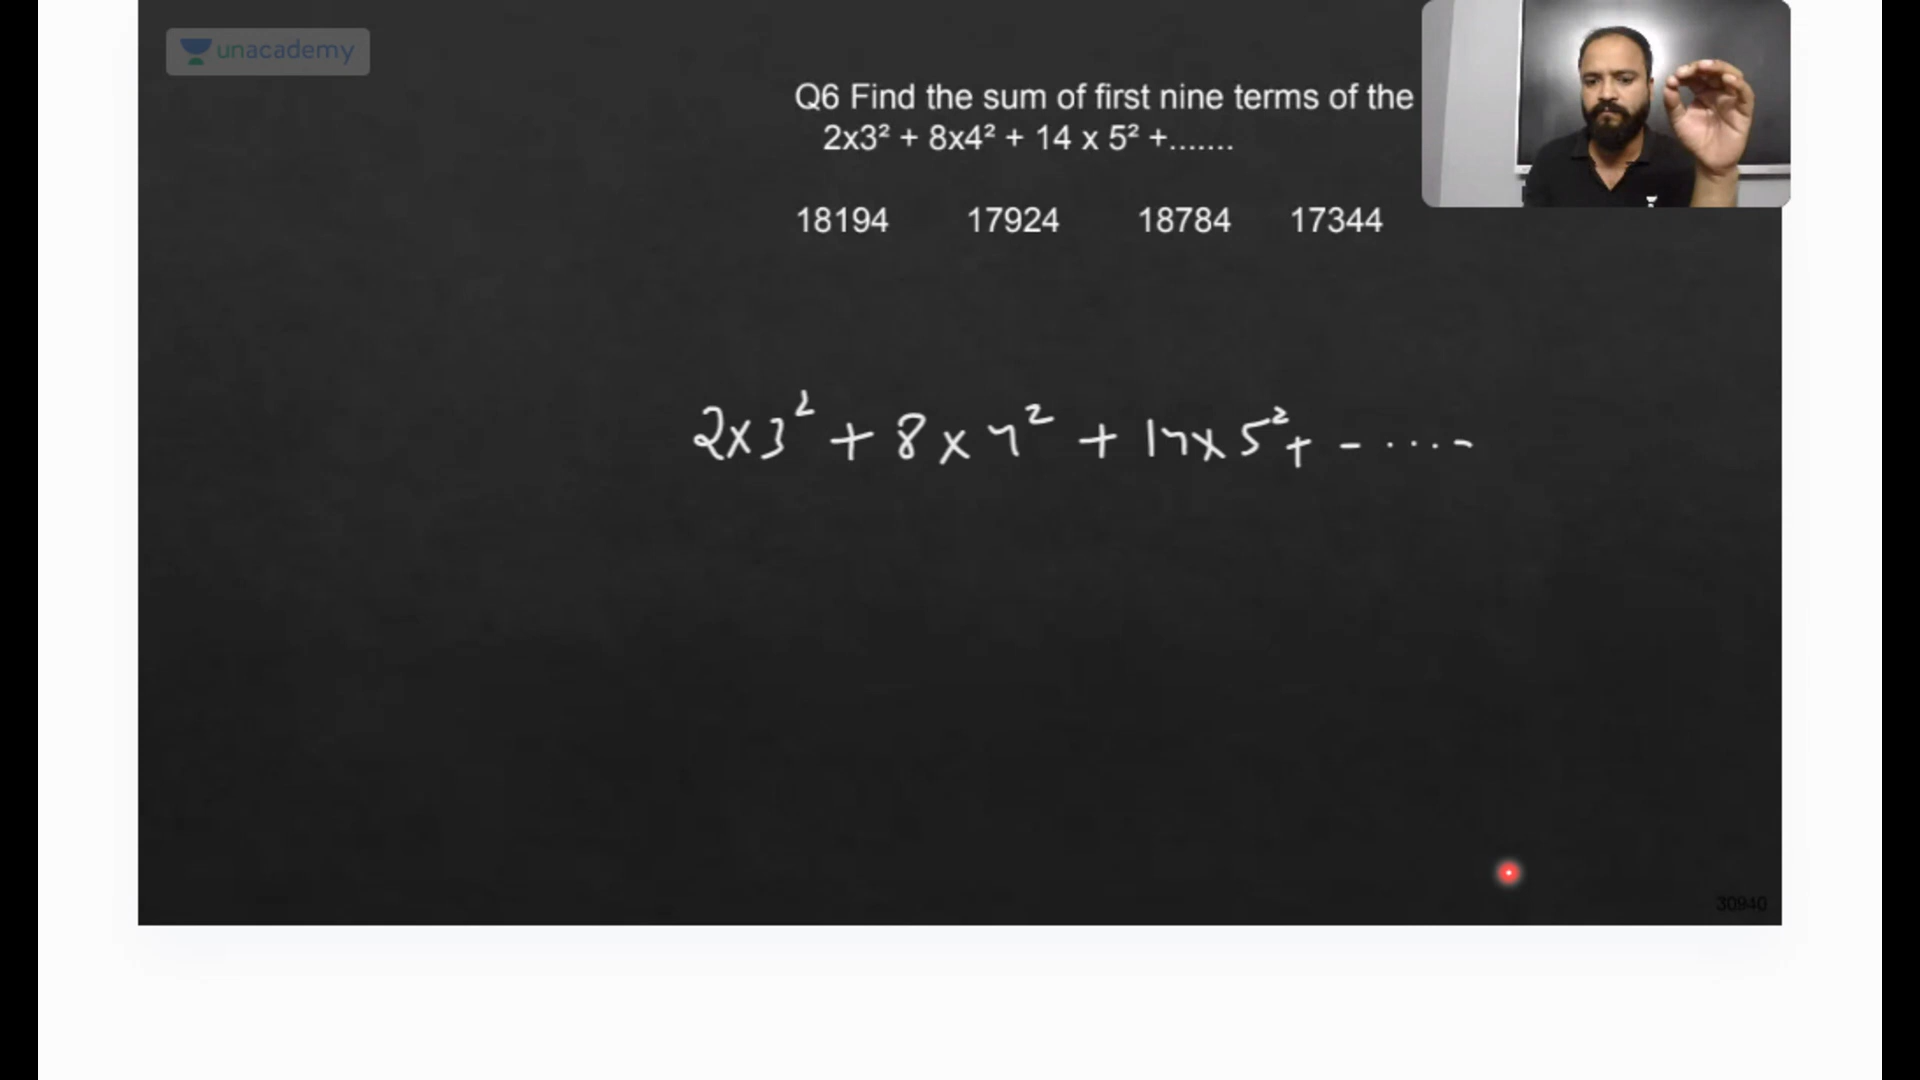 unacademy
Q6 Find the sum of first nine terms of the
2x3² + 8x4² + 14 x 5² +.......
18194 17924 18784 17344
2x3² + 8x4² + 14x5² + - .... -
30940